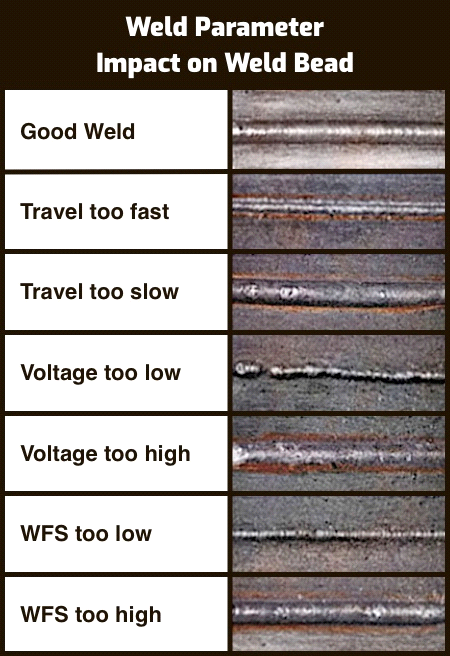 Weld Parameter
Impact on Weld Bead
Good Weld
Travel too fast
Travel too slow
Voltage too low
Voltage too high
WFS too low
WFS too high